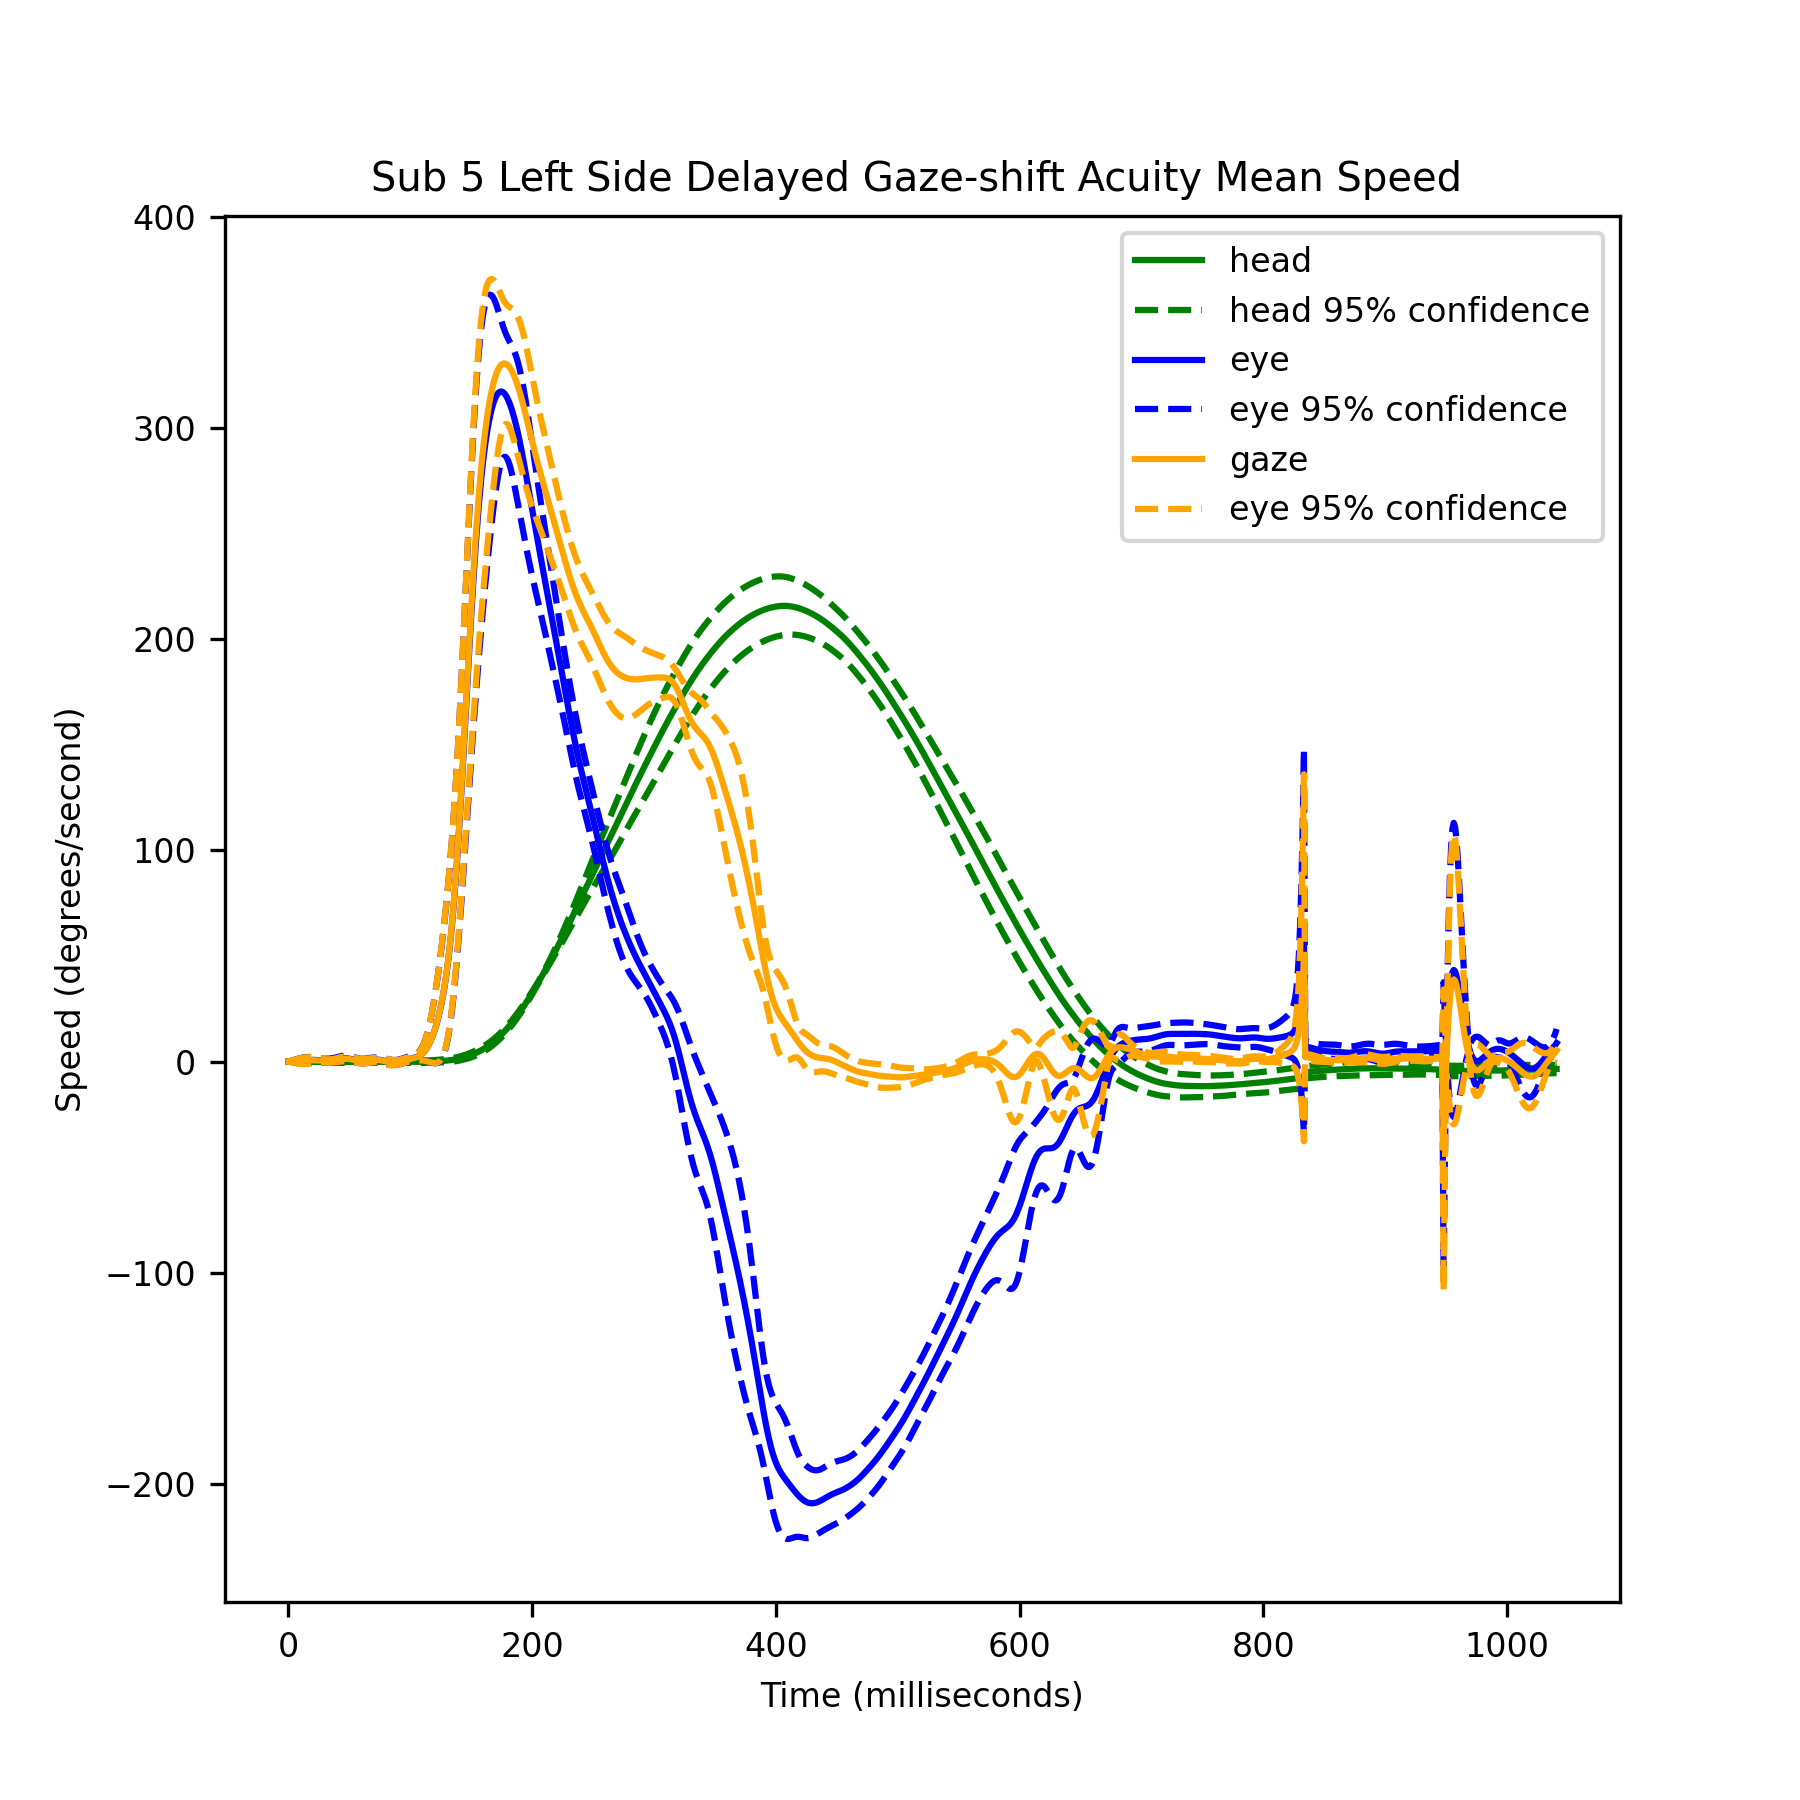 Sub 5 Left Side Delayed Gaze-shift Acuity Mean Speed
400
300
200
100
0
−100
−200
Speed (degrees/second)
head
head 95% confidence
eye
eye 95% confidence
gaze
eye 95% confidence
0 200 400 600 800 1000
Time (milliseconds)